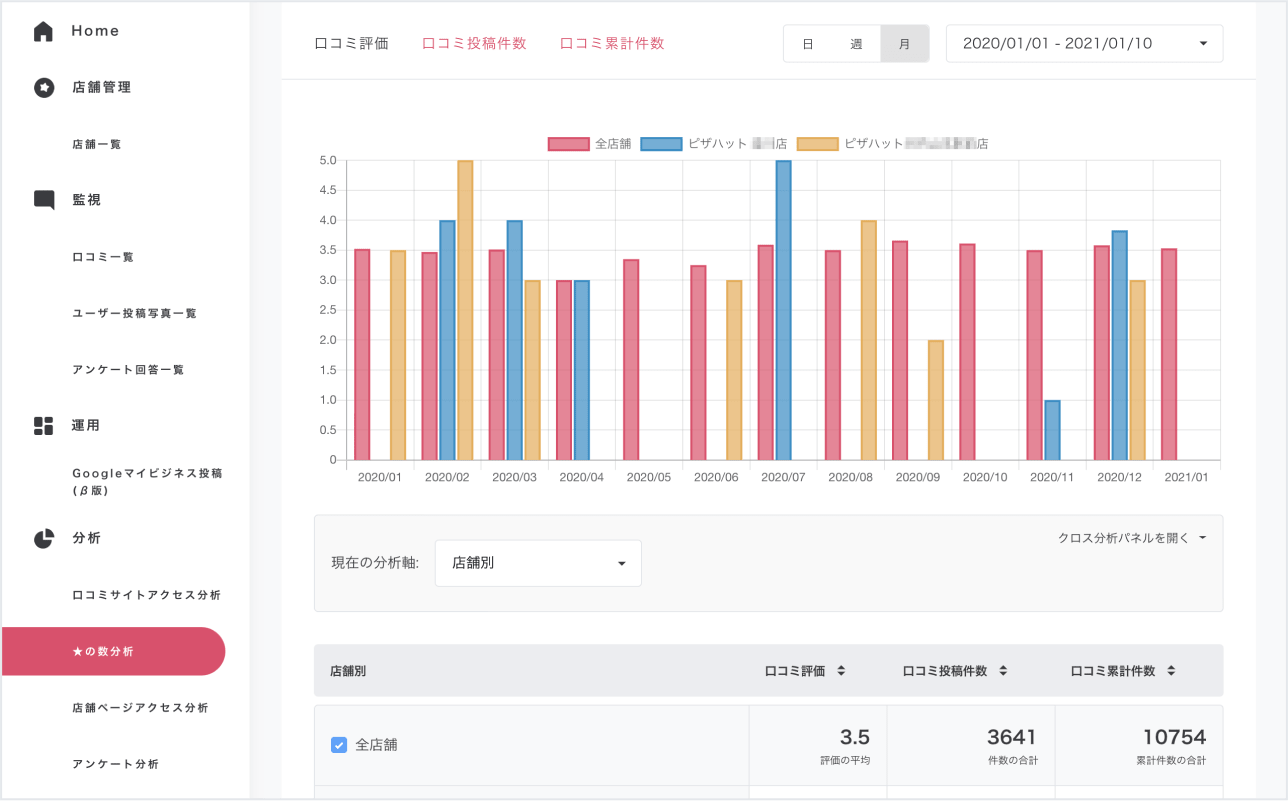 Home
店舗管理
店舗一覧
監視
口コミ一覧
ユーザー投稿写真一覧
アンケート回答一覧
運用
Googleマイビジネス投稿
(β版)
分析
口コミサイトアクセス分析
★の数分析
店舗ページアクセス分析
アンケート分析
口コミ評価 口コミ投稿件数 口コミ累計件数 日 週 月 2020/01/01 - 2021/01/10
全店舗 ピザハット 店 ピザハット 店
5.0
4.5
4.0
3.5
3.0
2.5
2.0
1.5
1.0
0.5
0
2020/01 2020/02 2020/03 2020/04 2020/05 2020/06 2020/07 2020/08 2020/09 2020/10 2020/11 2020/12 2021/01
クロス分析パネルを開く
現在の分析軸: 店舗別
店舗別 口コミ評価 口コミ投稿件数 口コミ累計件数
全店舗 3.5 3641 10754
評価の平均 件数の合計 累計件数の合計